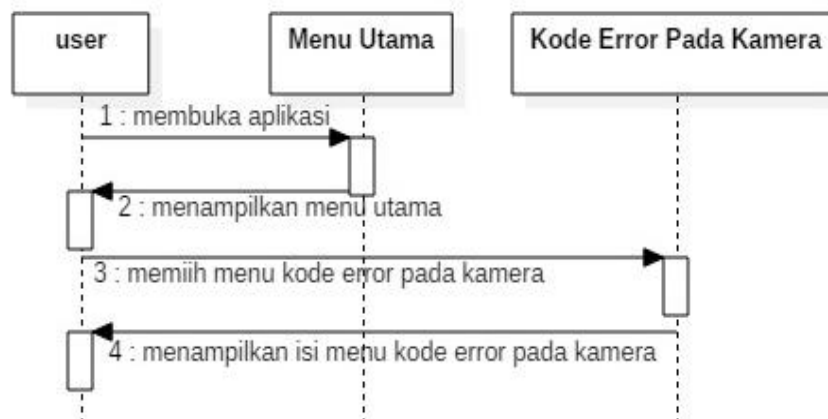 user
Menu Utama
Kode Error Pada Kamera
1 : membuka aplikasi
2 : menampilkan menu utama
3 : memiih menu kode error pada kamera
4 : menampilkan isi menu kode error pada kamera